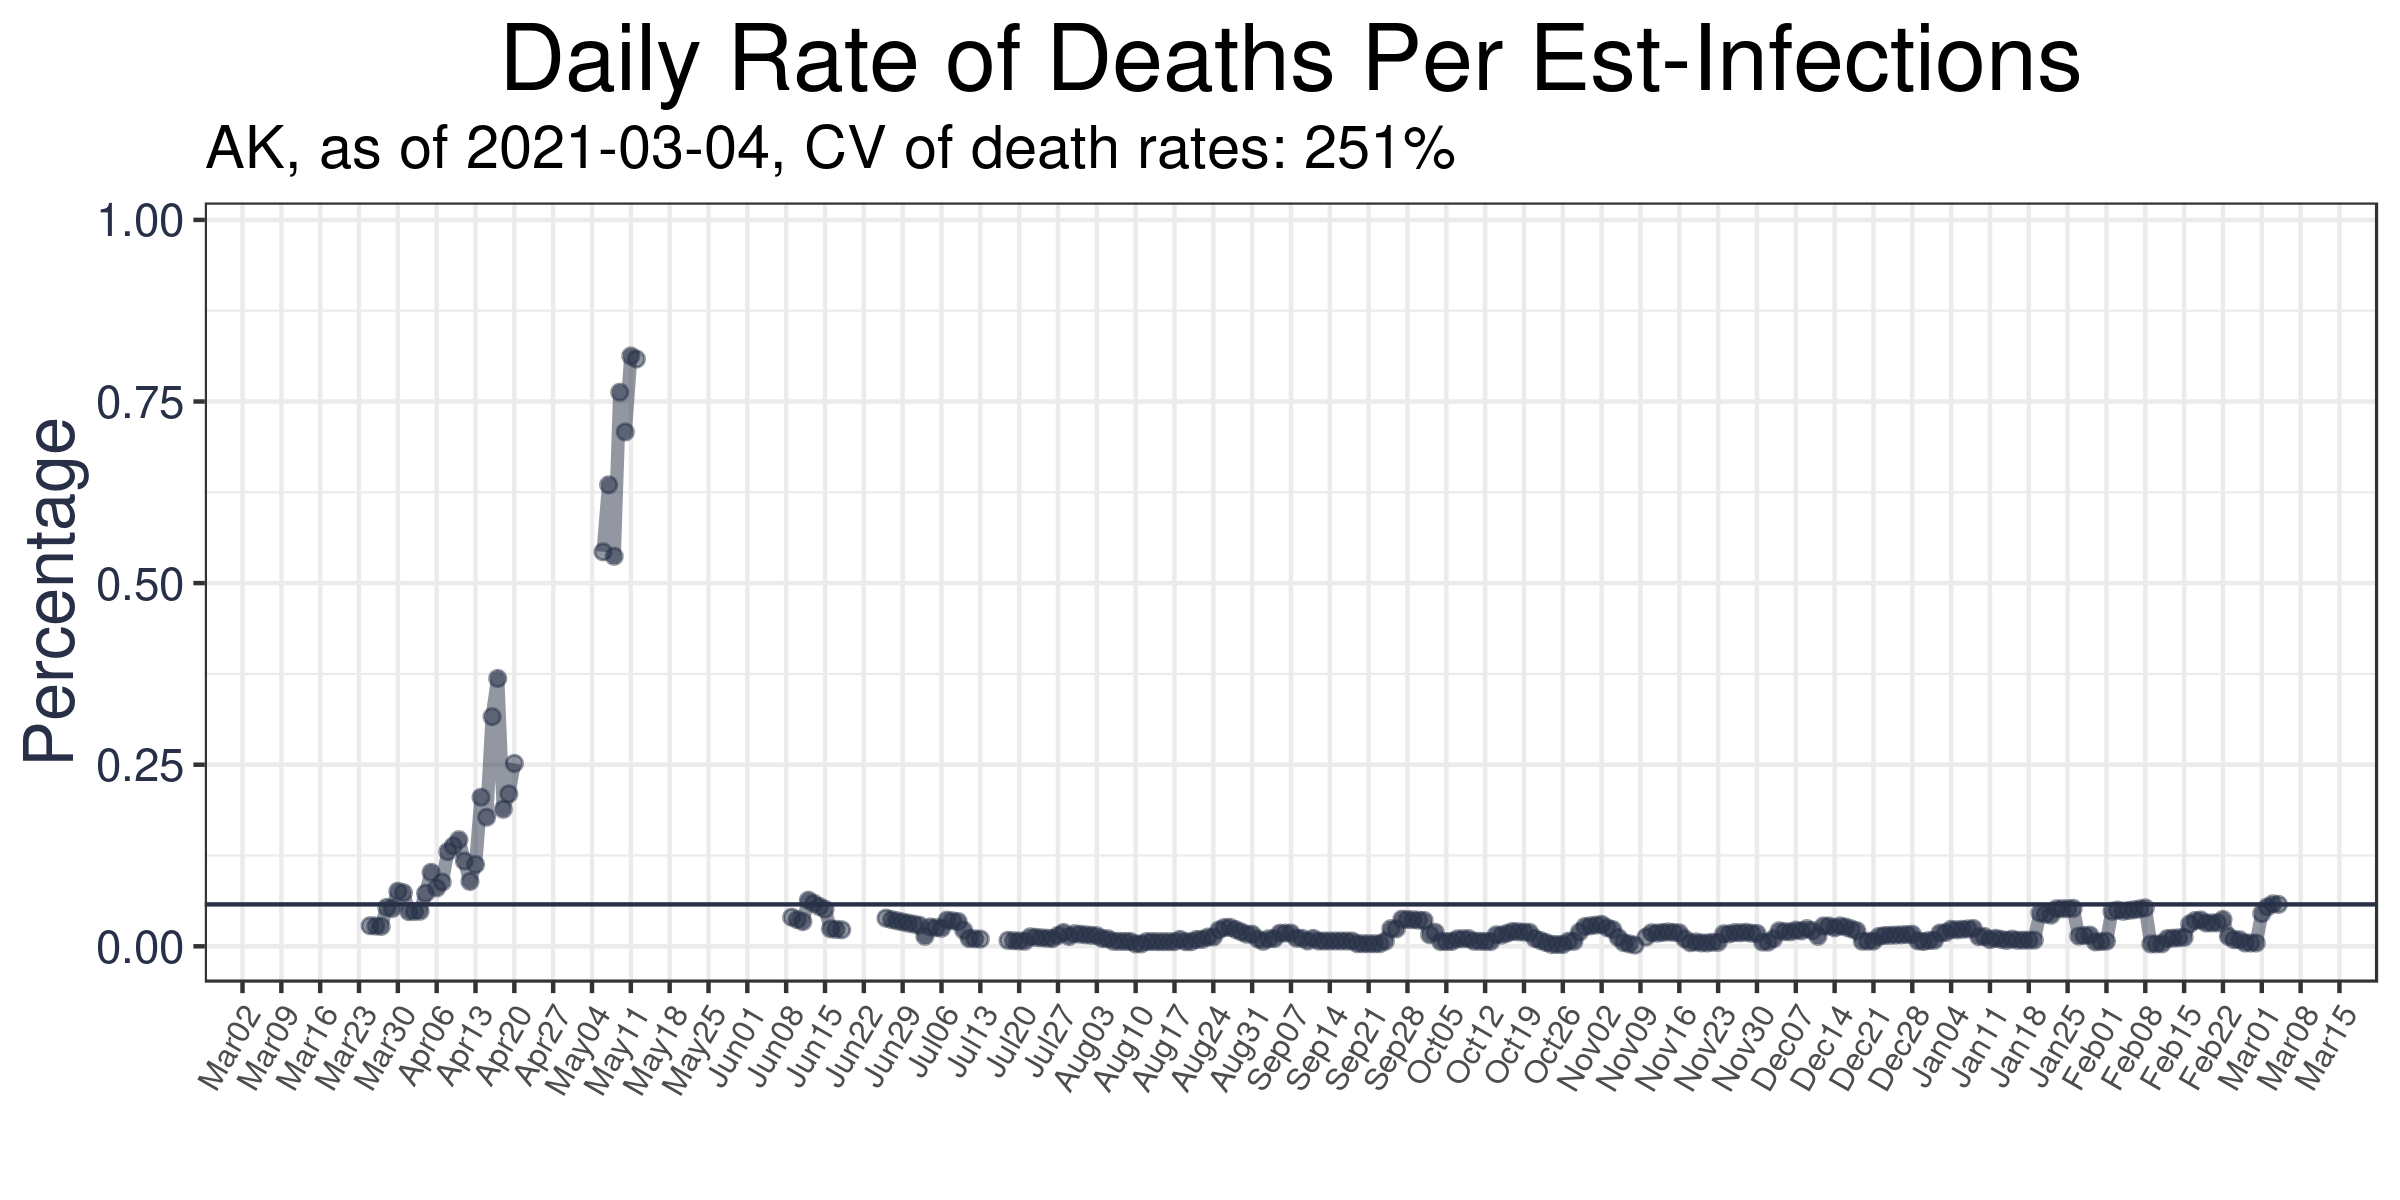 Daily Rate of Deaths Per Est-Infections
AK, as of 2021-03-04, CV of death rates: 251%
Percentage
1.00
0.75
0.50
0.25
0.00
Mar02
Mar09
Mar16
Mar23
Mar30
Apr06
Apr13
Apr20
Apr27
May04
May11
May18
May25
Jun01
Jun08
Jun15
Jun22
Jun29
Jul06
Jul13
Jul20
Jul27
Aug03
Aug10
Aug17
Aug24
Aug31
Sep07
Sep14
Sep21
Sep28
Oct05
Oct12
Oct19
Oct26
Nov02
Nov09
Nov16
Nov23
Nov30
Dec07
Dec14
Dec21
Dec28
Jan04
Jan11
Jan18
Jan25
Feb01
Feb08
Feb15
Feb22
Mar01
Mar08
Mar15